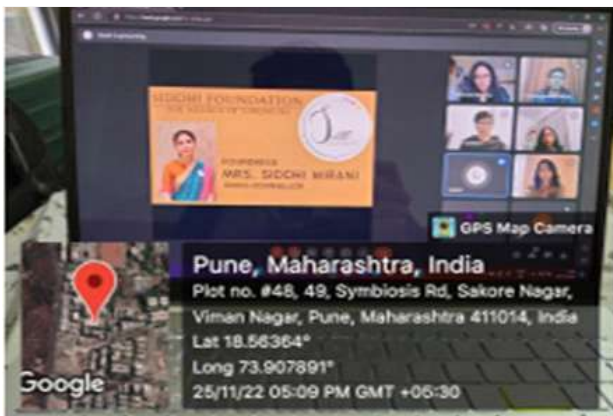 SIDDHI FOUNDATION
MRS. SIDDHI MIRANI
GPS Map Camera
Pune, Maharashtra, India
Plot no. #48, 49, Symbiosis Rd, Sakore Nagar,
Viman Nagar, Pune, Maharashtra 411014, India
Lat 18.56364°
Long 73.907891°
25/11/22 05:09 PM GMT +05:30
Google